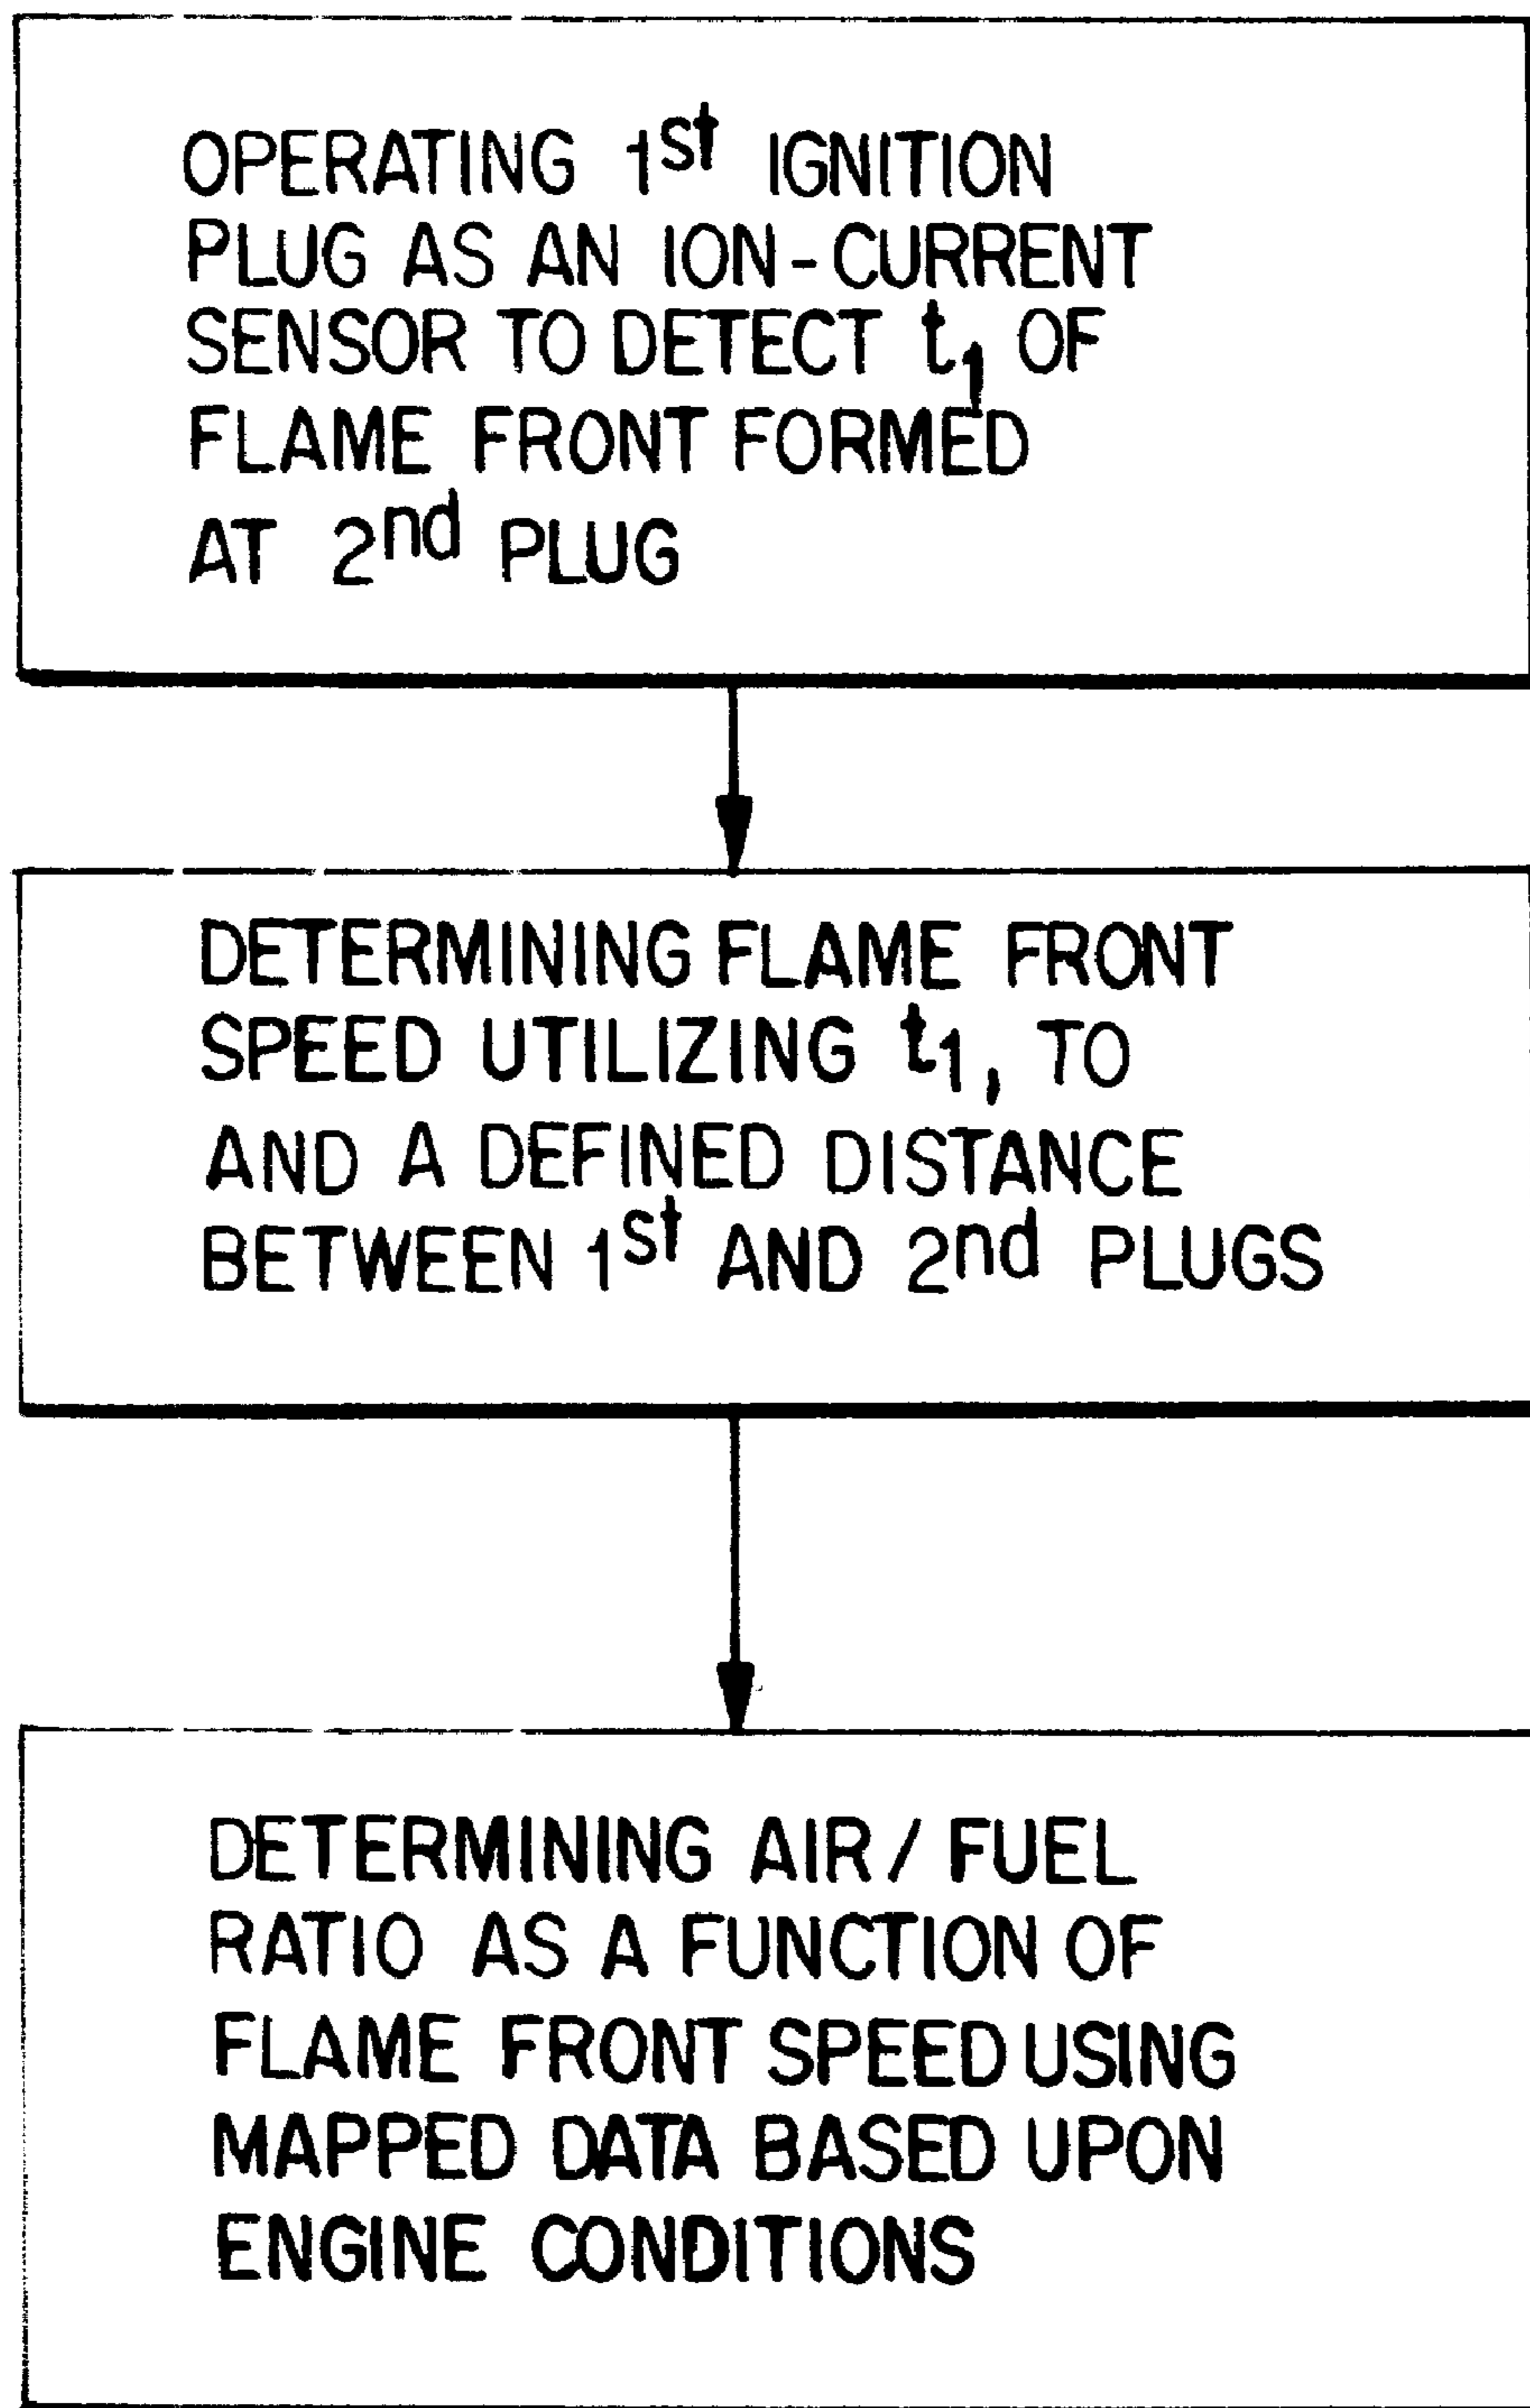 OPERATING 1st IGNITION
PLUG AS AN ION-CURRENT
SENSOR TO DETECT t1 OF
FLAME FRONT FORMED
AT 2nd PLUG
DETERMINING FLAME FRONT
SPEED UTILIZING t1, TO
AND A DEFINED DISTANCE
BETWEEN 1st AND 2nd PLUGS
DETERMINING AIR/FUEL
RATIO AS A FUNCTION OF
FLAME FRONT SPEED USING
MAPPED DATA BASED UPON
ENGINE CONDITIONS